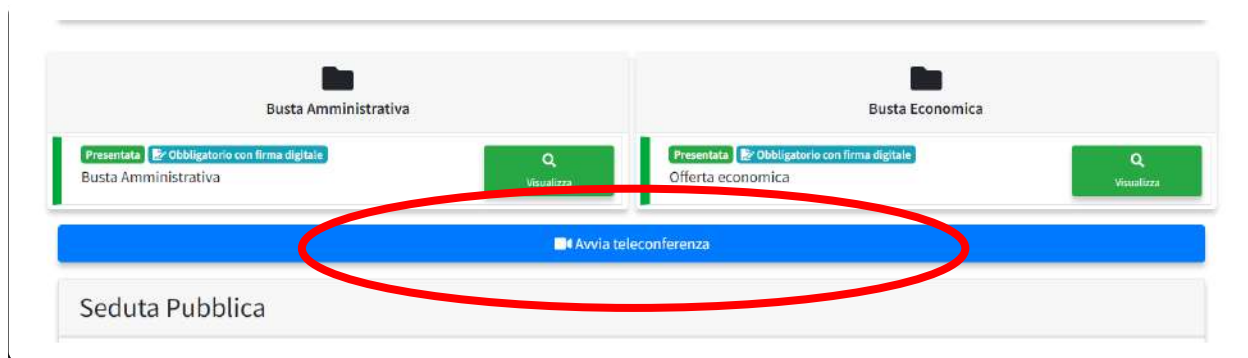 Busta Amministrativa
Presentata Obbligatorio con firma digitale
Busta Amministrativa
Visualizza
Busta Economica
Presentata Obbligatorio con firma digitale
Offerta economica
Visualizza
Avvia teleconferenza
Seduta Pubblica